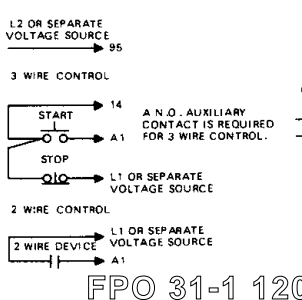 L2 OR SEPARATE
VOLTAGE SOURCE
95
3 WIRE CONTROL
14
START
A N.O. AUXILIARY
CONTACT IS REQUIRED
A1
FOR 3 WIRE CONTROL.
STOP
L1 OR SEPARATE
VOLTAGE SOURCE
2 WIRE CONTROL
L1 OR SEPARATE
2 WIRE DEVICE
VOLTAGE SOURCE
A1
FPO 31-1 120